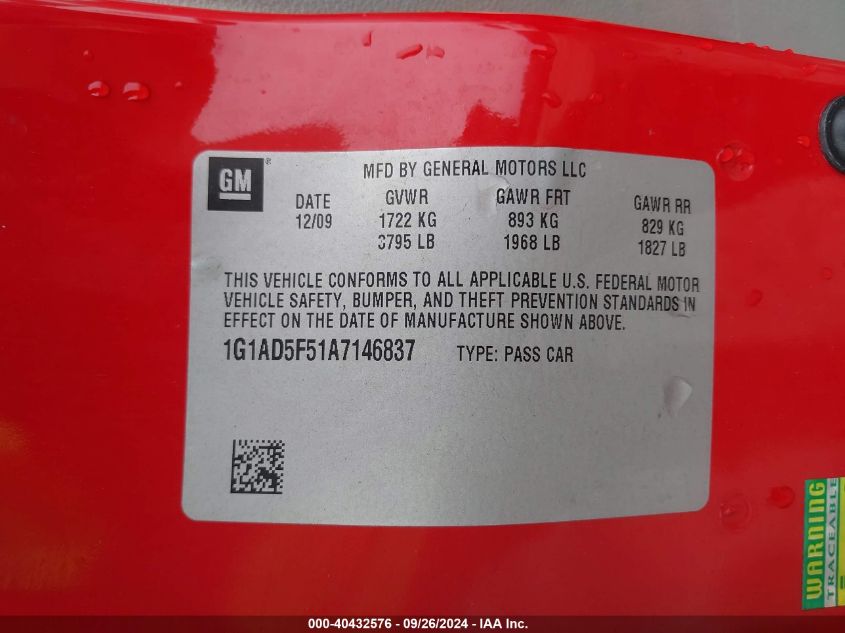 GM ® MFD BY GENERAL MOTORS LLC
DATE GVWR GAWR FRT GAWR RR
12/09 1722 KG 893 KG 829 KG
3795 LB 1968 LB 1827 LB
THIS VEHICLE CONFORMS TO ALL APPLICABLE U.S. FEDERAL MOTOR
VEHICLE SAFETY, BUMPER, AND THEFT PREVENTION STANDARDS IN
EFFECT ON THE DATE OF MANUFACTURE SHOWN ABOVE.
1G1AD5F51A7146837 TYPE: PASS CAR
WARNING
TRACEABLE
000-40432576 - 09/26/2024 - IAA Inc.